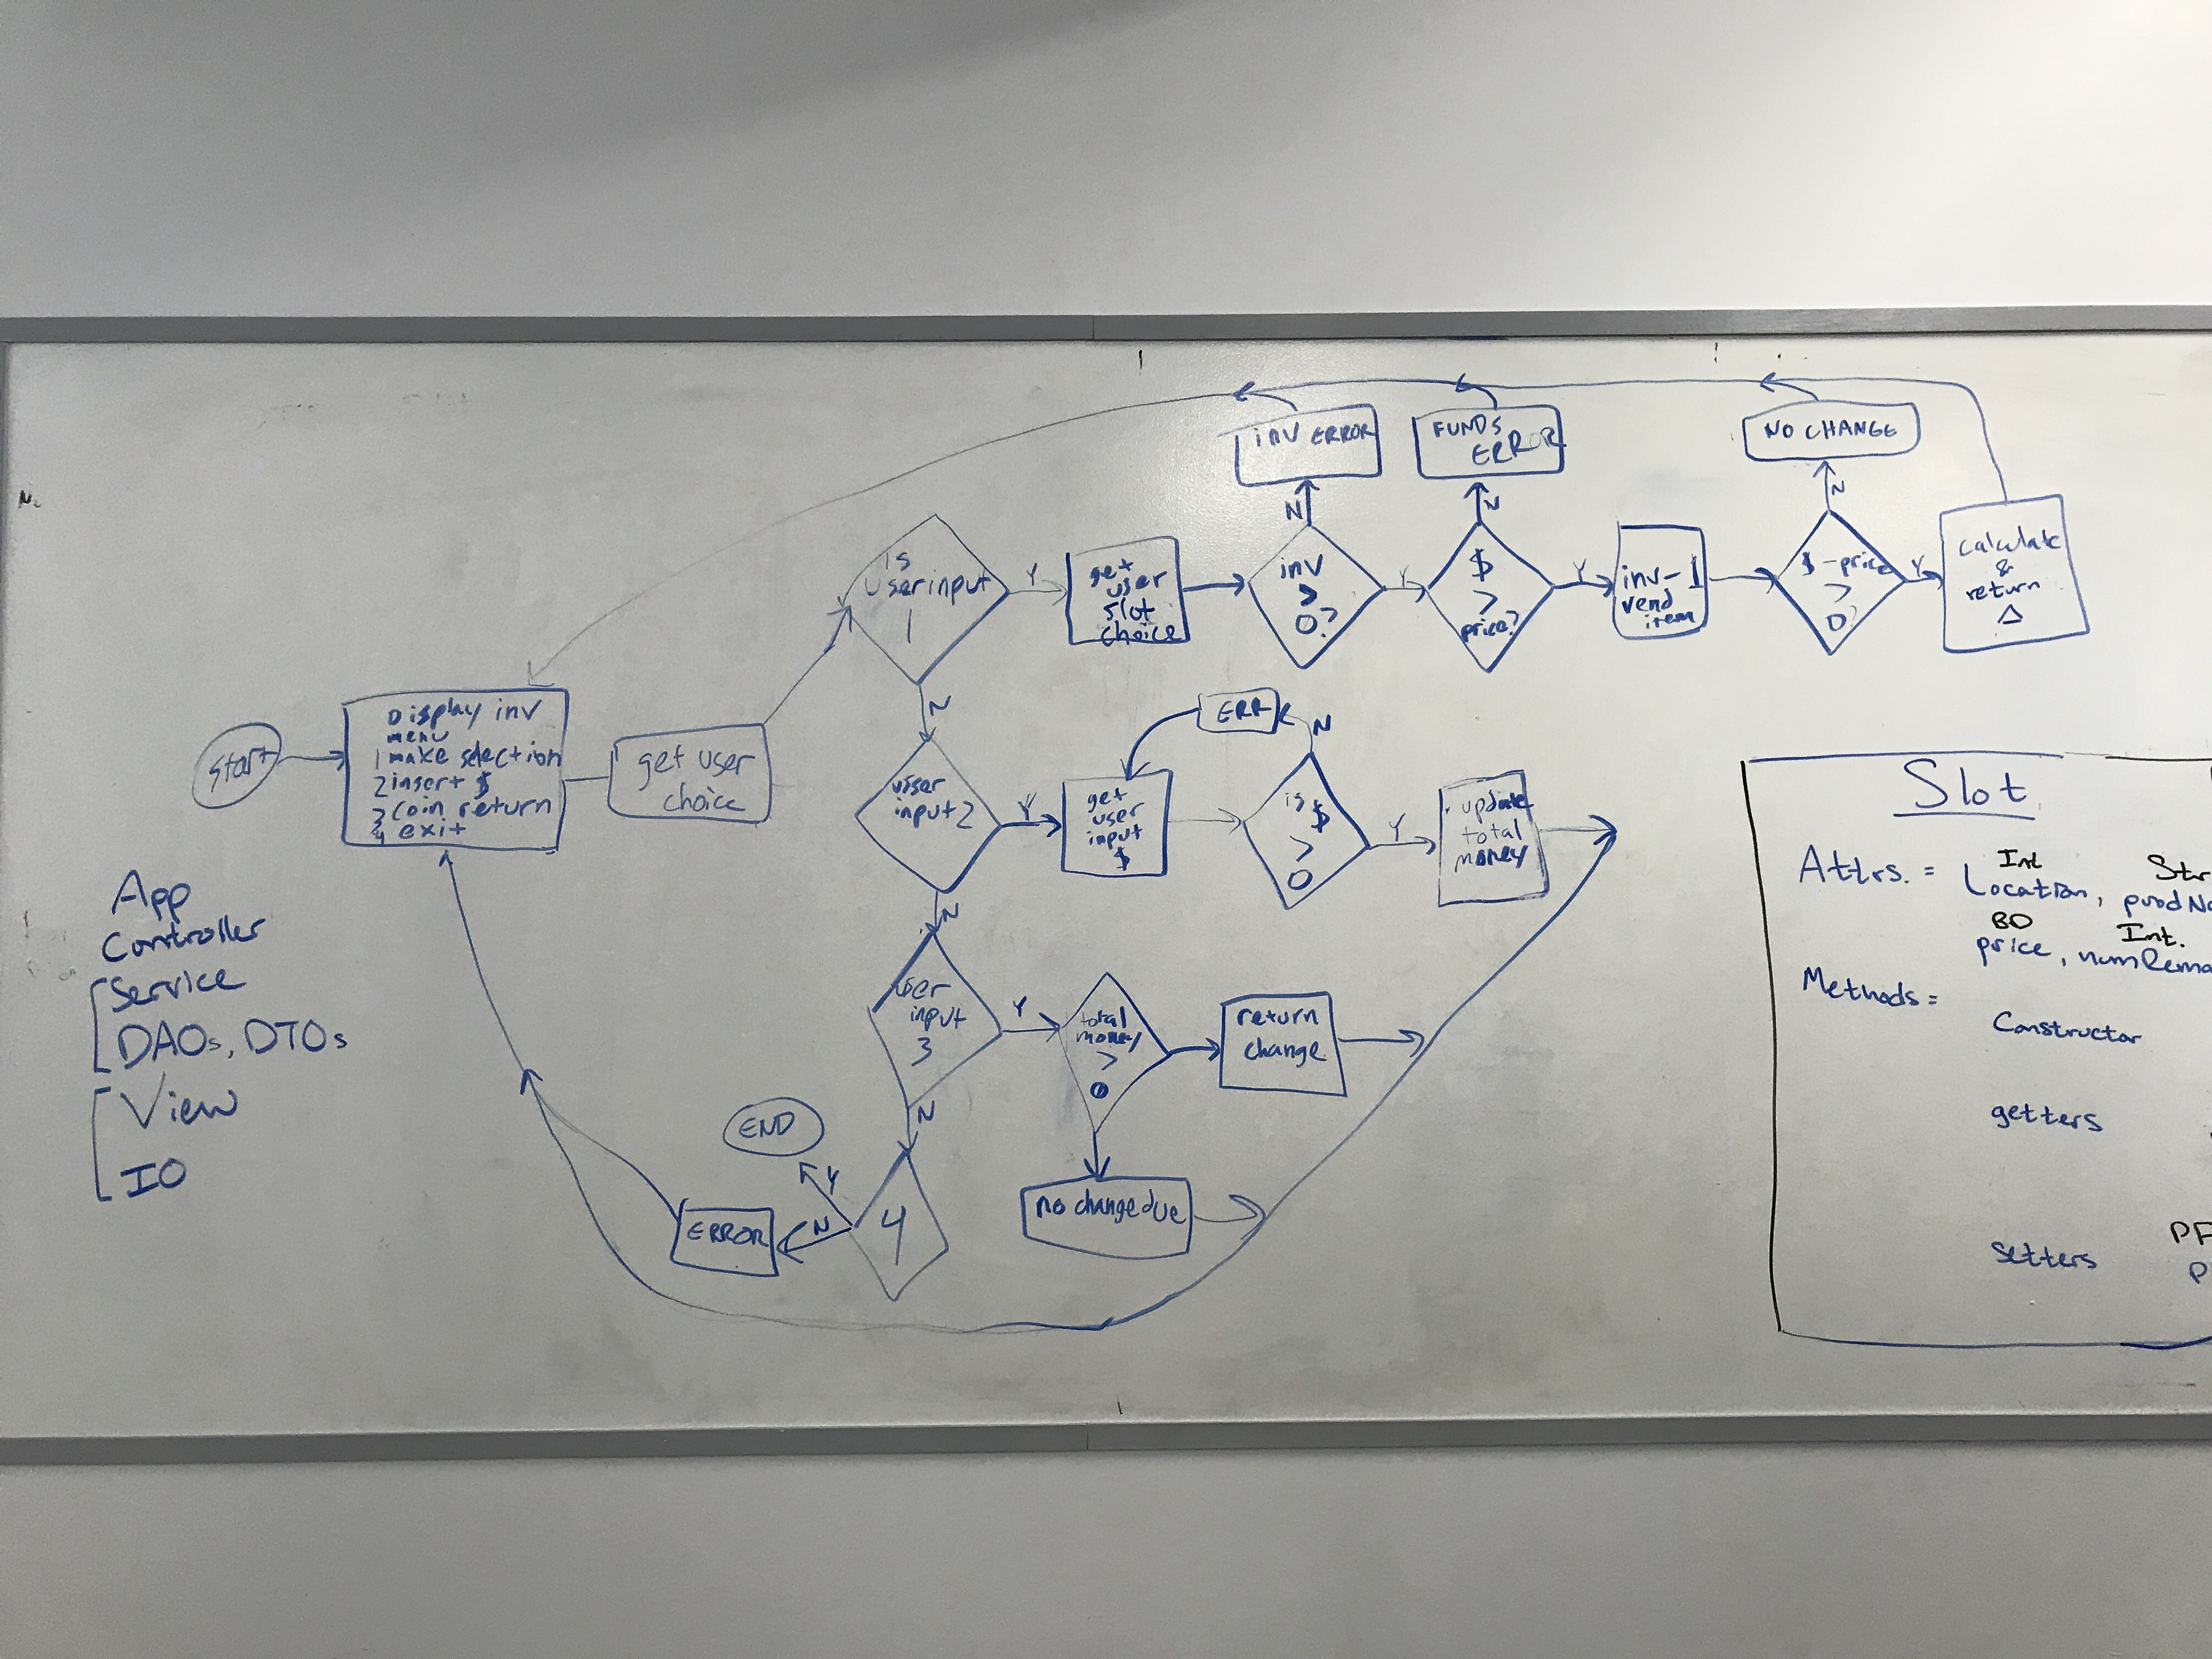 start
Display inv
menu
1 make selection
2 insert $
3 coin return
4 exit
get user
choice
is
user input
1
Y
get
user
slot
choice
inv
>
0?
N
inv ERROR
Y
$
>
price?
N
FUNDS
ERROR
Y
inv-1
vend
item
$-price
>
0?
N
NO CHANGE
Y
calculate
&
return
Δ
N
user
input 2
Y
get
user
input
$
is
$
>
0
N
ERR
Y
update
total
money
N
user
input
3
Y
total
money
>
0
return
change
no change due
N
4
Y
END
N
ERROR
App
Controller
Service
DAOs, DTOs
View
IO
Slot
Int Str
Attrs. = Location, prodNa
BD Int.
price, numRema
Methods =
Constructor
getters
setters
PF
P